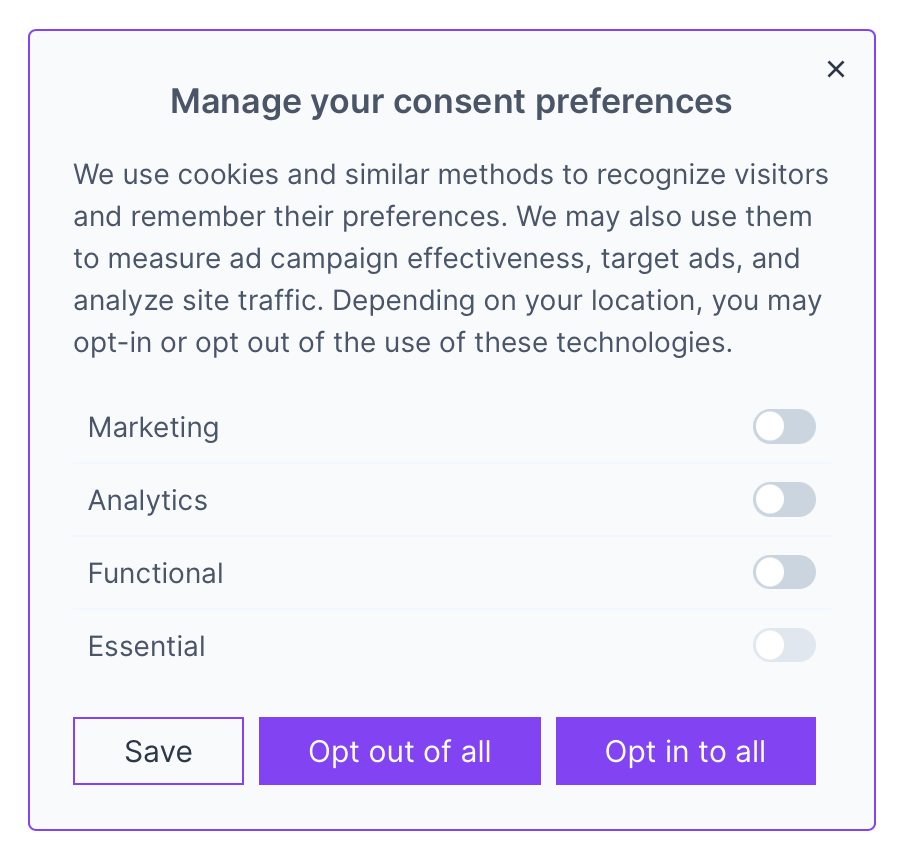 Manage your consent preferences
We use cookies and similar methods to recognize visitors
and remember their preferences. We may also use them
to measure ad campaign effectiveness, target ads, and
analyze site traffic. Depending on your location, you may
opt-in or opt out of the use of these technologies.
Marketing
Analytics
Functional
Essential
Save
Opt out of all
Opt in to all